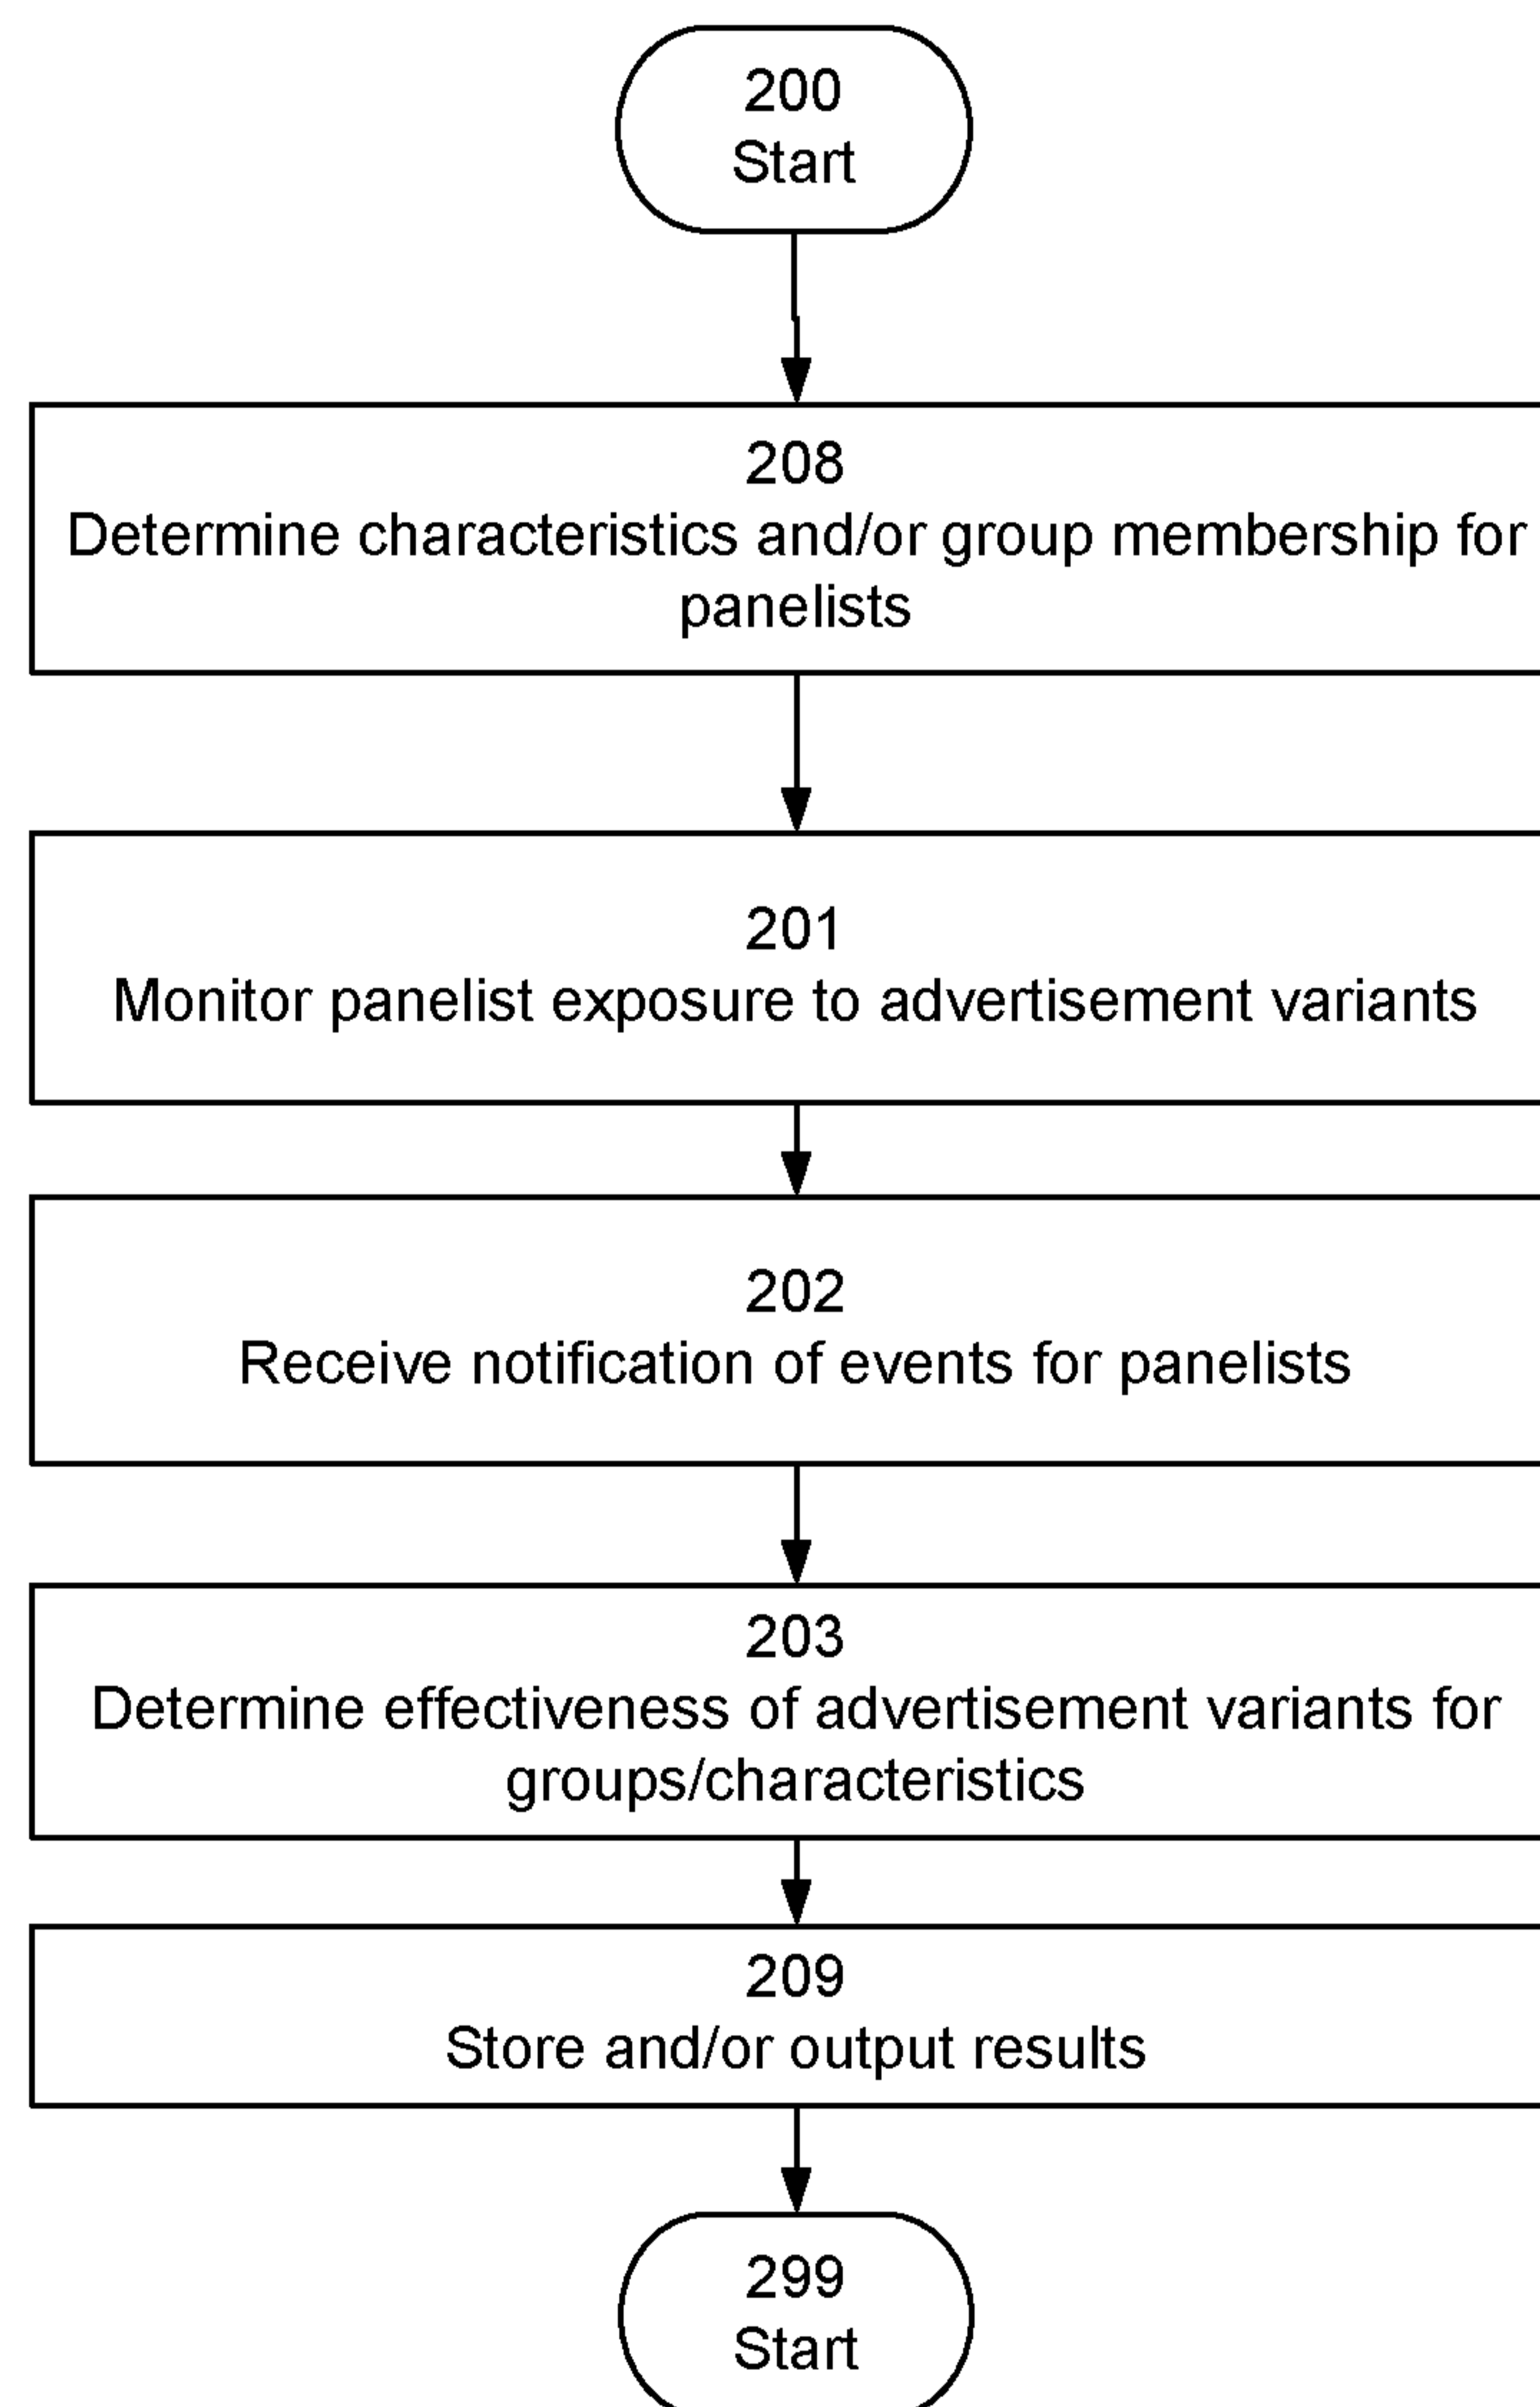 200
Start
208
Determine characteristics and/or group membership for
panelists
201
Monitor panelist exposure to advertisement variants
202
Receive notification of events for panelists
203
Determine effectiveness of advertisement variants for
groups/characteristics
209
Store and/or output results
299
Start